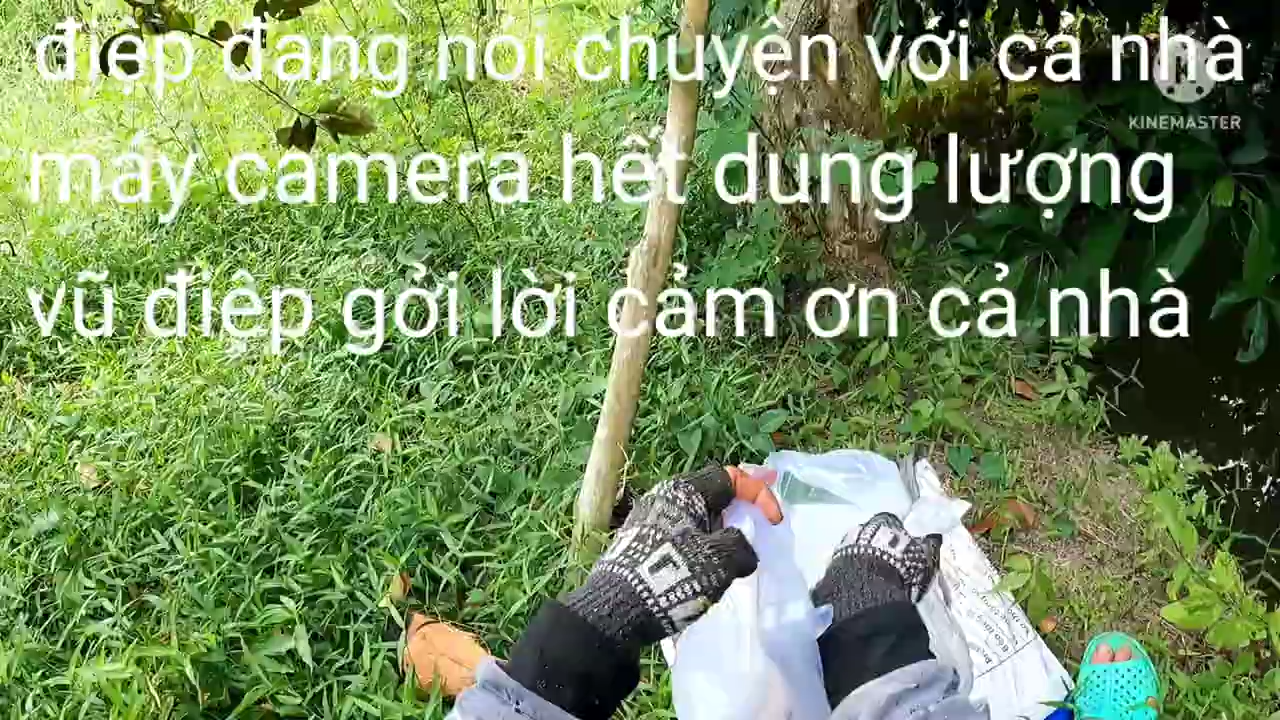 điệp đang nói chuyện với cả nhà
KINEMASTER
máy camera hết dung lượng
vũ điệp gởi lời cảm ơn cả nhà